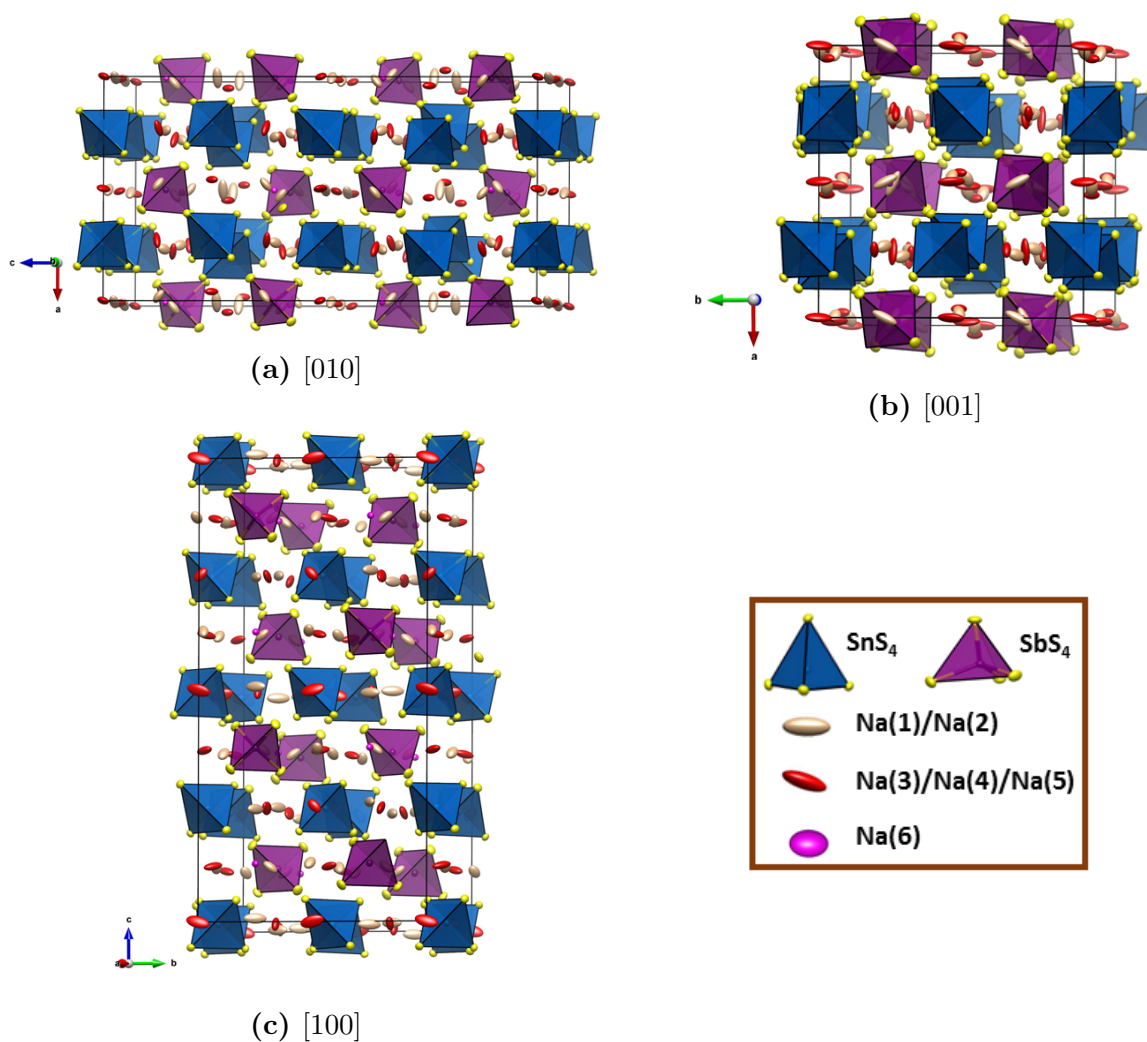 c
b
a
(a) [010]
b
a
(b) [001]
c
a
b
(c) [100]
SnS₄
SbS₄
Na(1)/Na(2)
Na(3)/Na(4)/Na(5)
Na(6)